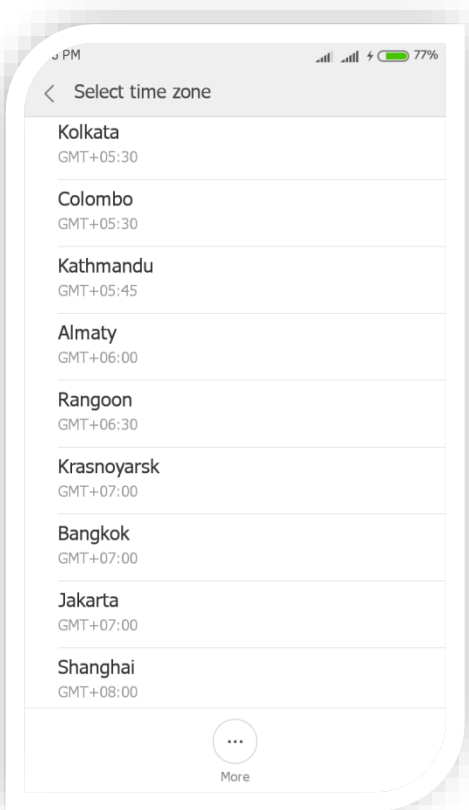 PM
77%
Select time zone
Kolkata
GMT+05:30
Colombo
GMT+05:30
Kathmandu
GMT+05:45
Almaty
GMT+06:00
Rangoon
GMT+06:30
Krasnoyarsk
GMT+07:00
Bangkok
GMT+07:00
Jakarta
GMT+07:00
Shanghai
GMT+08:00
More